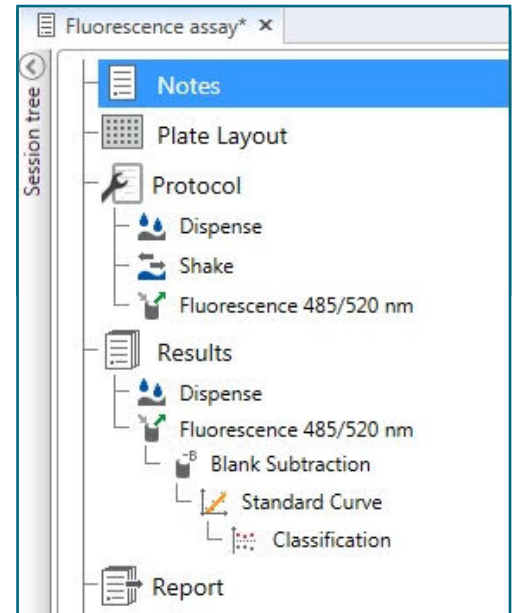 Fluorescence assay* ×
Session tree
Notes
Plate Layout
Protocol
Dispense
Shake
Fluorescence 485/520 nm
Results
Dispense
Fluorescence 485/520 nm
-B
Blank Subtraction
Standard Curve
Classification
Report